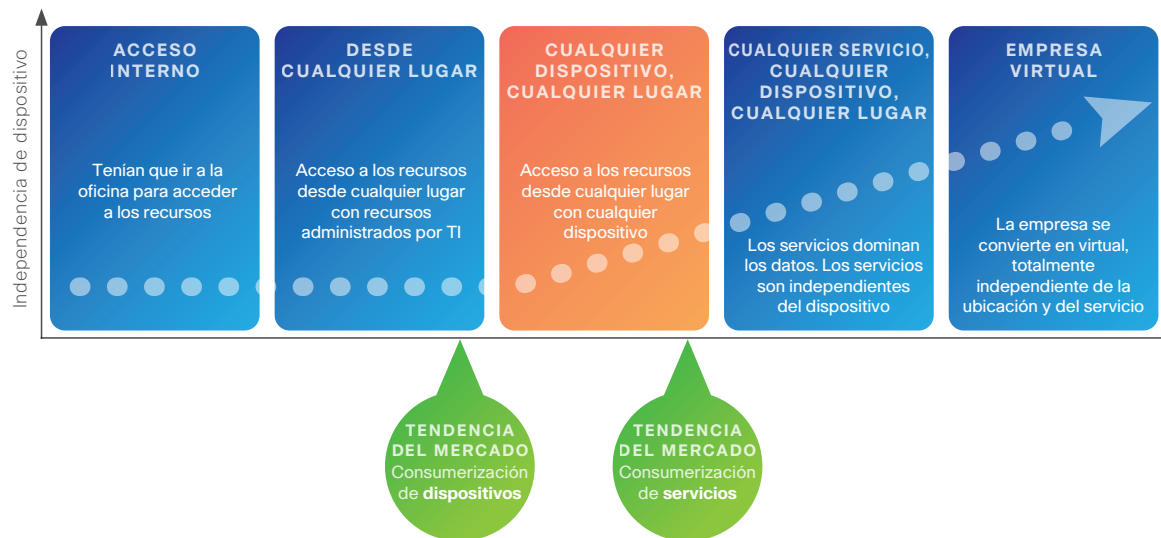 Independencia de dispositivo
ACCESO
INTERNO
Tenían que ir a la
oficina para acceder
a los recursos
DESDE
CUALQUIER LUGAR
Acceso a los recursos
desde cualquier lugar
con recursos
administrados por TI
CUALQUIER
DISPOSITIVO,
CUALQUIER LUGAR
Acceso a los recursos
desde cualquier lugar
con cualquier
dispositivo
CUALQUIER SERVICIO,
CUALQUIER
DISPOSITIVO,
CUALQUIER LUGAR
Los servicios dominan
los datos. Los servicios
son independientes
del dispositivo
EMPRESA
VIRTUAL
La empresa se
convierte en virtual,
totalmente
independiente de la
ubicación y del servicio
TENDENCIA
DEL MERCADO
Consumerización
de dispositivos
TENDENCIA
DEL MERCADO
Consumerización
de servicios